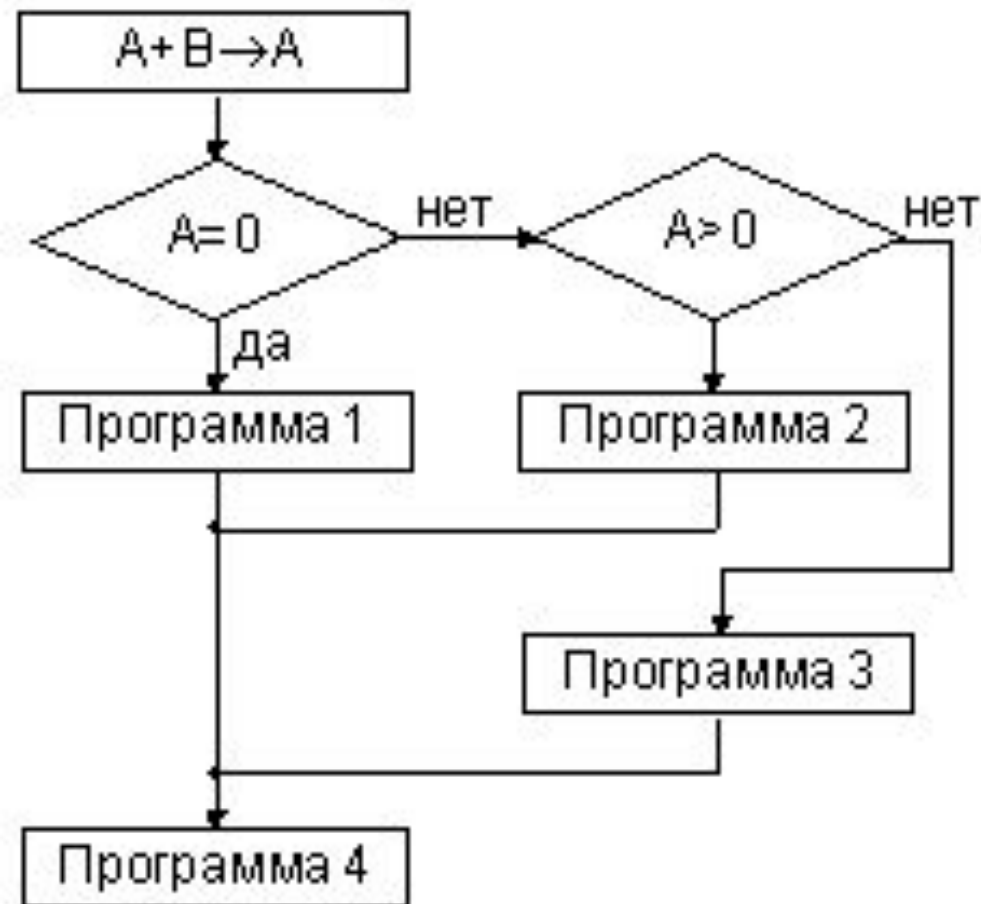 A+B→A
A=0
нет
A>0
нет
да
Программа 1
Программа 2
Программа 3
Программа 4